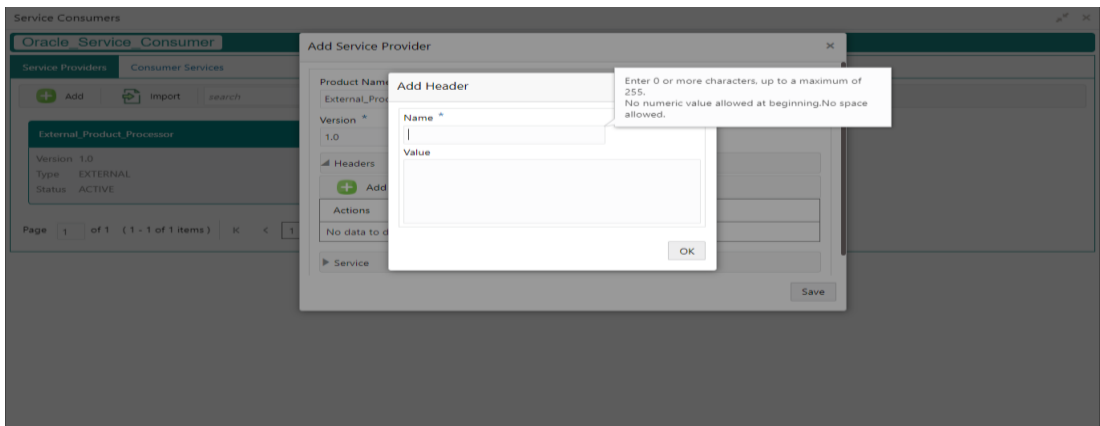 Service Consumers
Oracle_Service_Consumer
Service Providers Consumer Services
Add Import search
External_Product_Processor
Version 1.0
Type EXTERNAL
Status ACTIVE
Page 1 of 1 (1 - 1 of 1 items) K < 1
Add Service Provider
Product Name
External_Proc
Version *
1.0
Headers
Add
Actions
No data to d
Service
Save
Add Header
Name *
Value
OK
Enter 0 or more characters, up to a maximum of
255.
No numeric value allowed at beginning.No space
allowed.